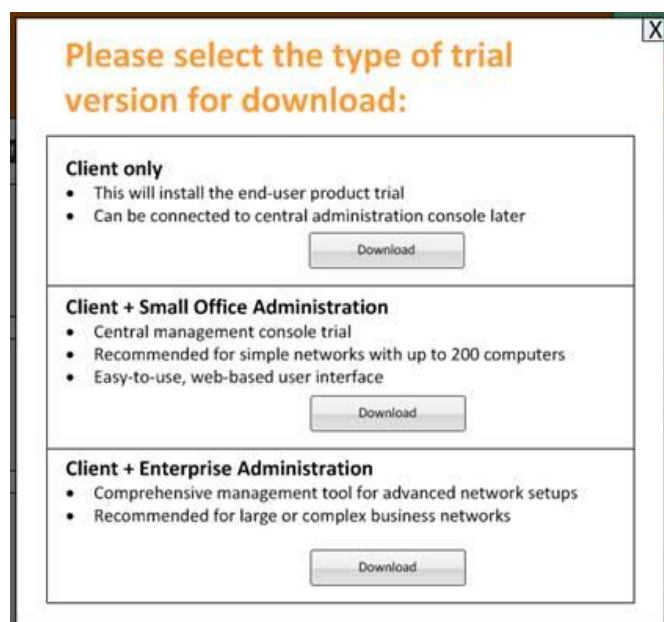 X
Please select the type of trial
version for download:
Client only
• This will install the end-user product trial
• Can be connected to central administration console later
Download
Client + Small Office Administration
• Central management console trial
• Recommended for simple networks with up to 200 computers
• Easy-to-use, web-based user interface
Download
Client + Enterprise Administration
• Comprehensive management tool for advanced network setups
• Recommended for large or complex business networks
Download